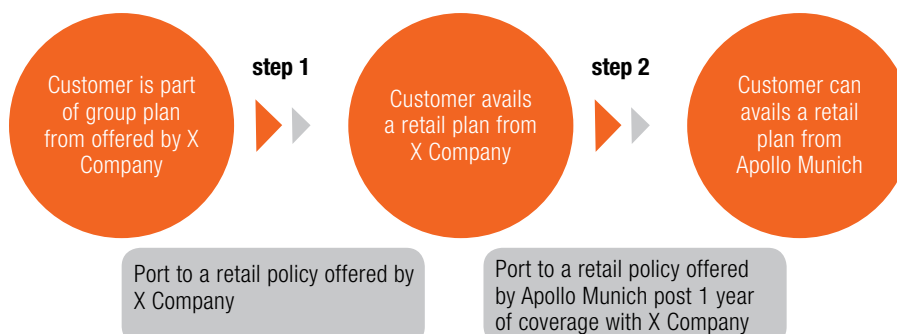 Customer is part
of group plan
from offered by X
Company
step 1
Customer avails
a retail plan from
X Company
step 2
Customer can
avails a retail
plan from
Apollo Munich
Port to a retail policy offered by
X Company
Port to a retail policy offered
by Apollo Munich post 1 year
of coverage with X Company